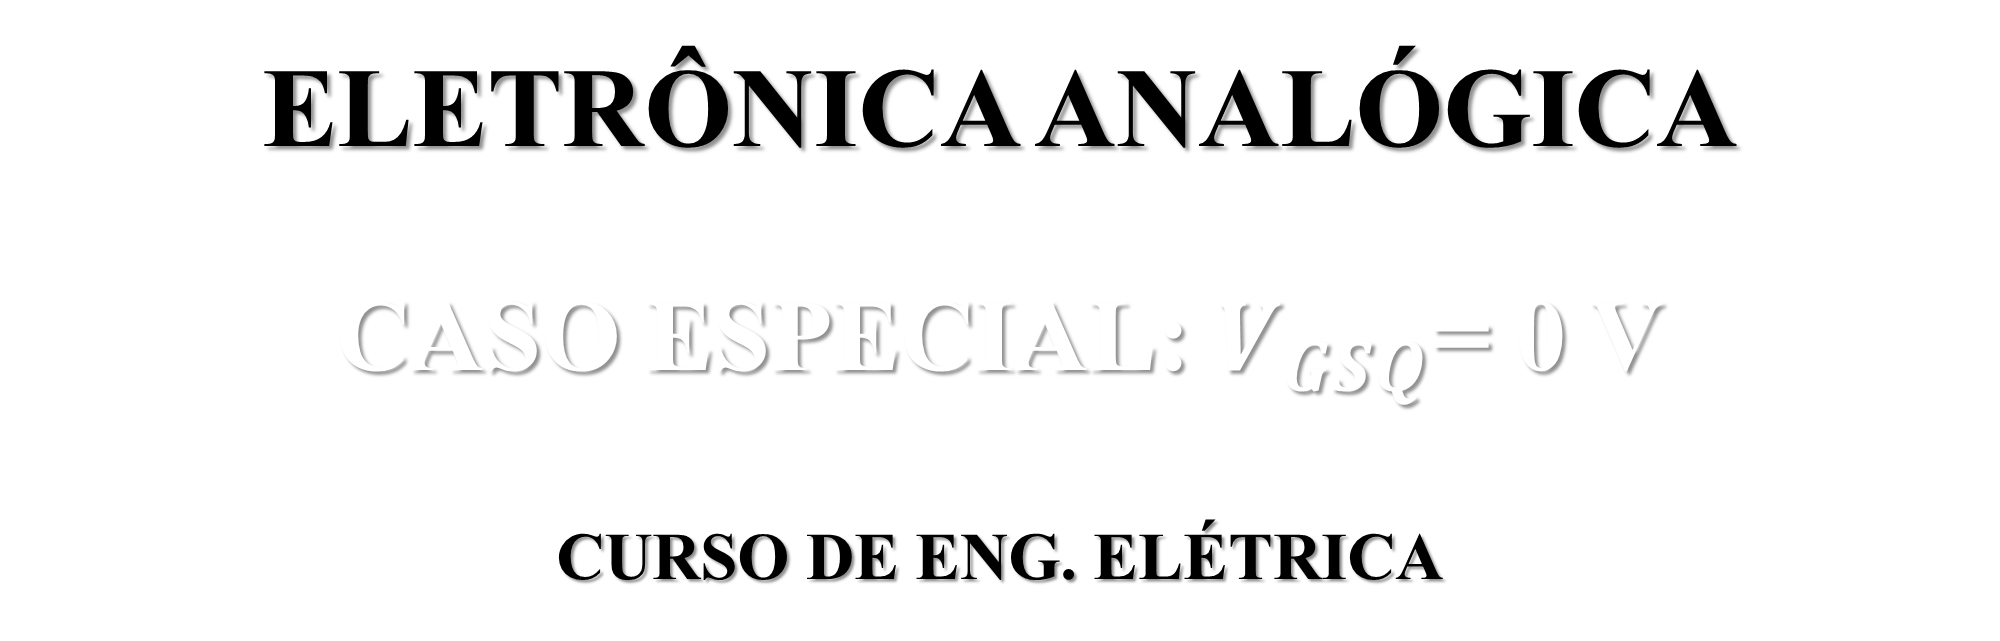 ELETRÔNICA ANALÓGICA
CASO ESPECIAL: V_GSQ= 0 V
CURSO DE ENG. ELÉTRICA